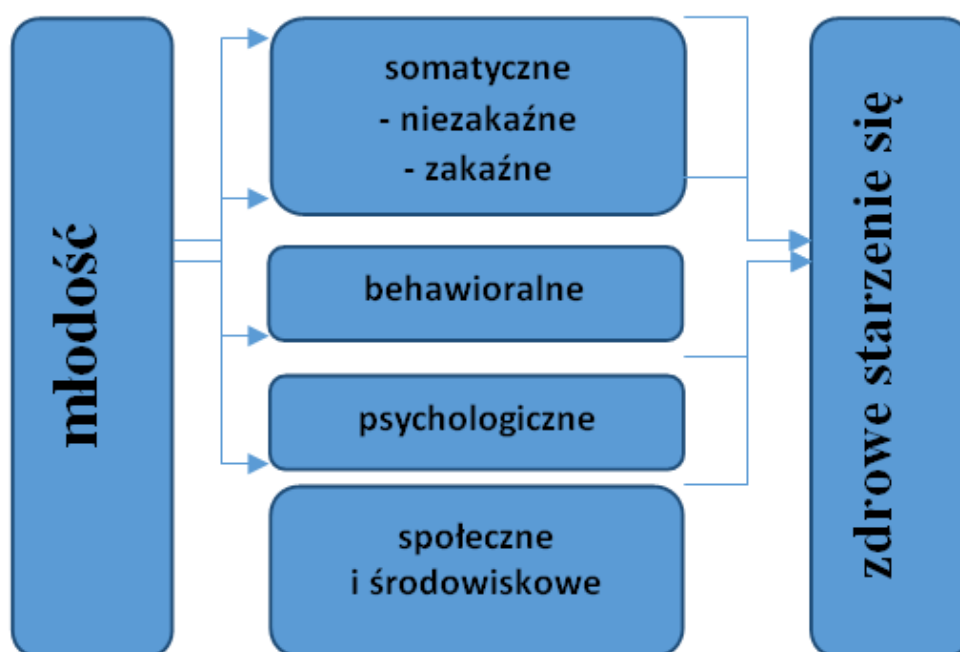 młodość
somatyczne
- niezakaźne
- zakaźne
behawioralne
psychologiczne
społeczne
i środowiskowe
zdrowe starzenie się